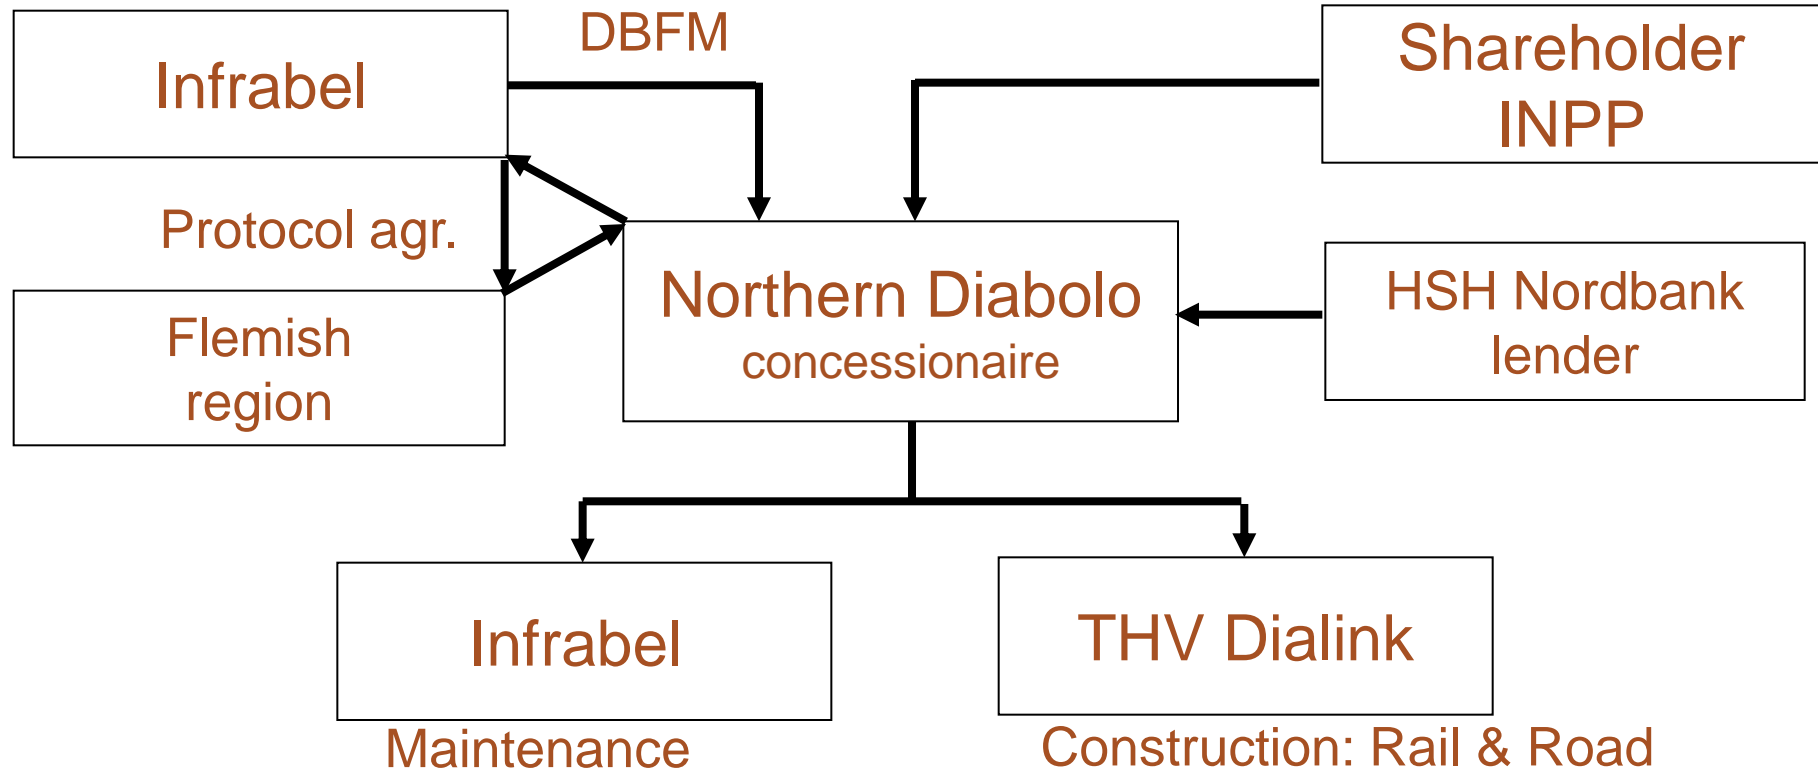 DBFM
Infrabel
Shareholder
INPP
Protocol agr.
Northern Diabolo
concessionaire
HSH Nordbank
lender
Flemish
region
Infrabel
THV Dialink
Maintenance
Construction: Rail & Road